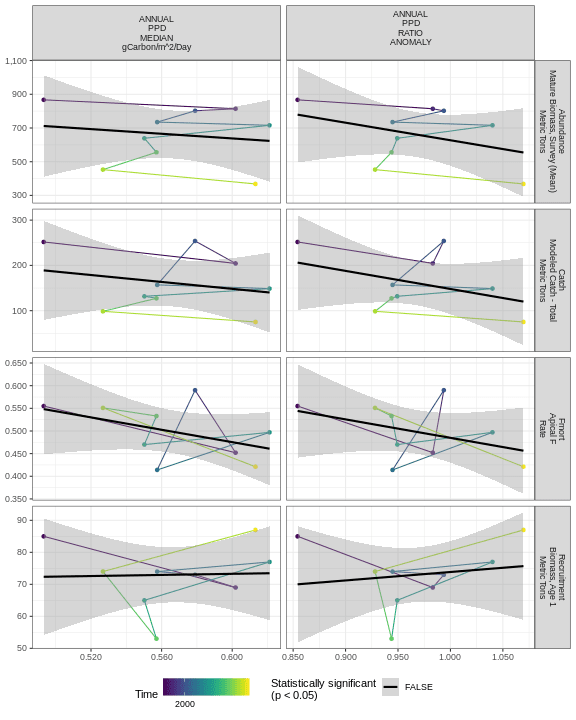 ANNUAL
PPD
MEDIAN
gCarbon/m^2/Day
ANNUAL
PPD
RATIO
ANOMALY
1,100
900
700
500
300
Abundance
Mature Biomass, Survey (Mean)
Metric Tons
300
200
100
Catch
Modeled Catch - Total
Metric Tons
0.650
0.600
0.550
0.500
0.450
0.400
0.350
Fmort
Apical F
Rate
90
80
70
60
50
Recruitment
Biomass, Age 1
Metric Tons
0.520 0.560 0.600
0.850 0.900 0.950 1.000 1.050
Time
2000
Statistically significant
(p < 0.05)
FALSE